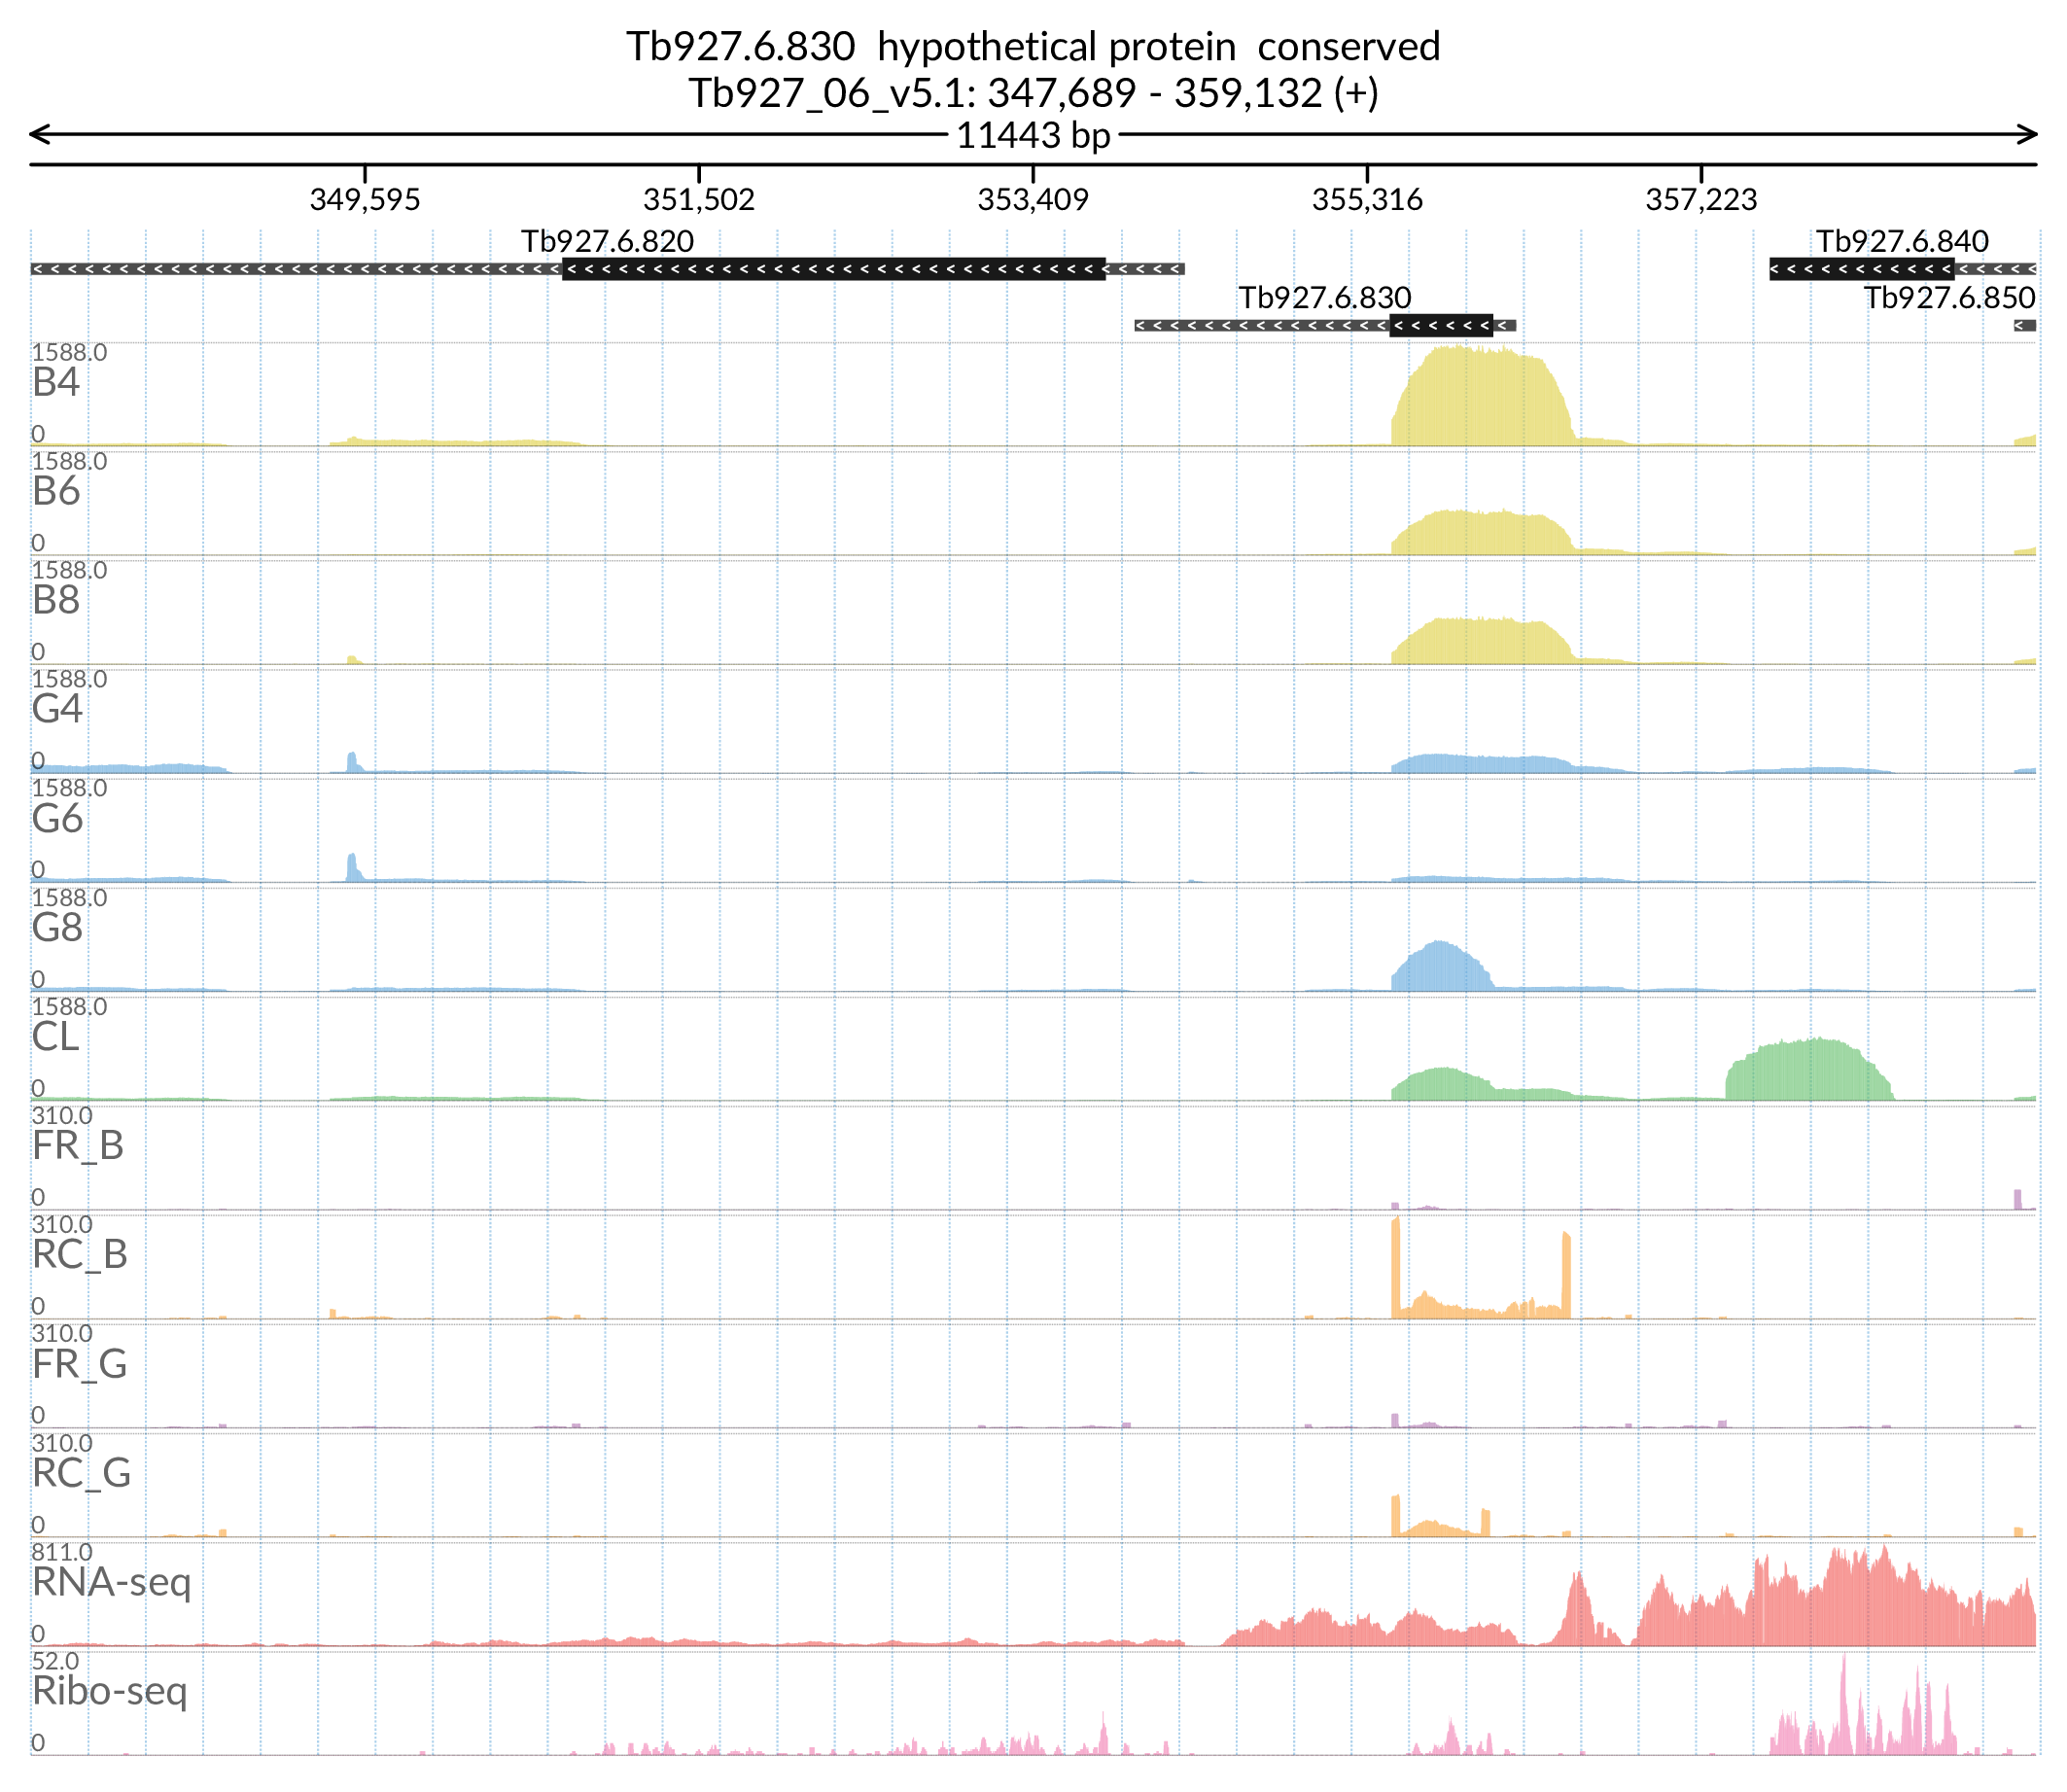 Tb927.6.830 hypothetical protein conserved
Tb927_06_v5.1: 347,689 - 359,132 (+)
11443 bp
349,595 351,502 353,409 355,316 357,223
Tb927.6.820 Tb927.6.840
Tb927.6.830 Tb927.6.850
1588.0
B4
0
1588.0
B6
0
1588.0
B8
0
1588.0
G4
0
1588.0
G6
0
1588.0
G8
0
1588.0
CL
0
310.0
FR_B
0
310.0
RC_B
0
310.0
FR_G
0
310.0
RC_G
0
811.0
RNA-seq
0
52.0
Ribo-seq
0